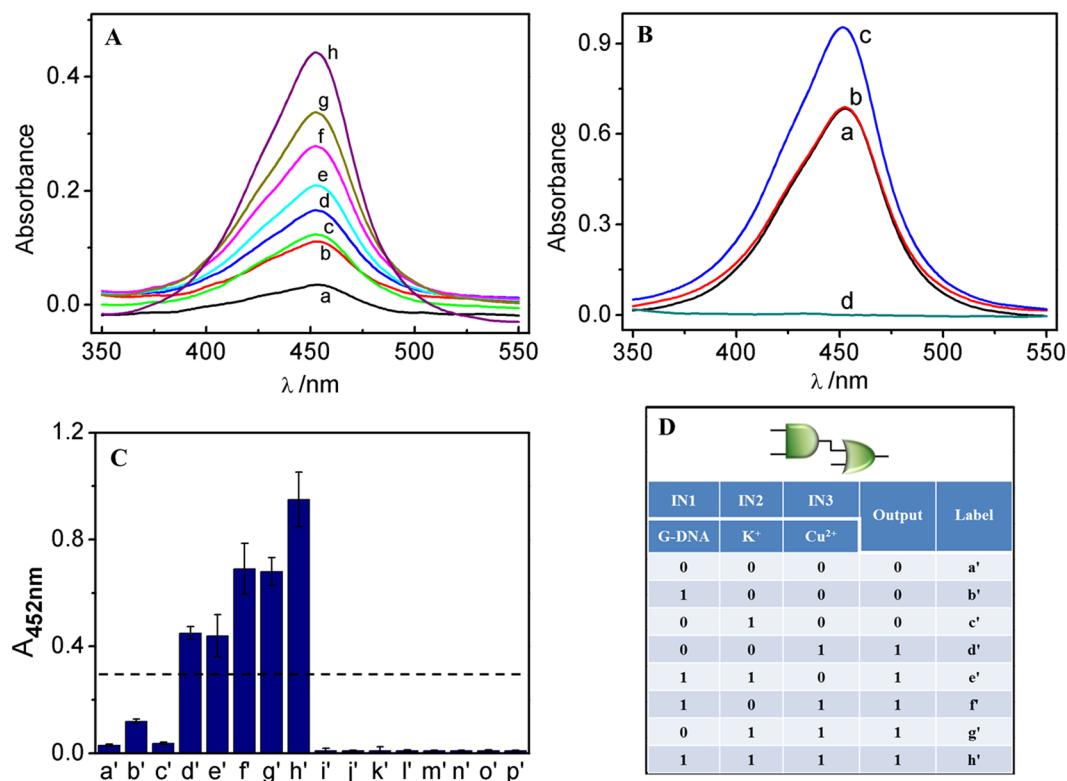 A
h
g
f
e
d
c
b
a
0.4
0.2
0.0
Absorbance
350 400 450 500 550
λ /nm
B
c
b
a
d
0.9
0.6
0.3
0.0
Absorbance
350 400 450 500 550
λ /nm
C
1.2
0.8
0.4
0.0
A452nm
a' b' c' d' e' f' g' h' i' j' k' l' m' n' o' p'
D
IN1 IN2 IN3 Output Label
G-DNA K⁺ Cu²⁺
0 0 0 0 a'
1 0 0 0 b'
0 1 0 0 c'
0 0 1 1 d'
1 1 0 1 e'
1 0 1 1 f'
0 1 1 1 g'
1 1 1 1 h'